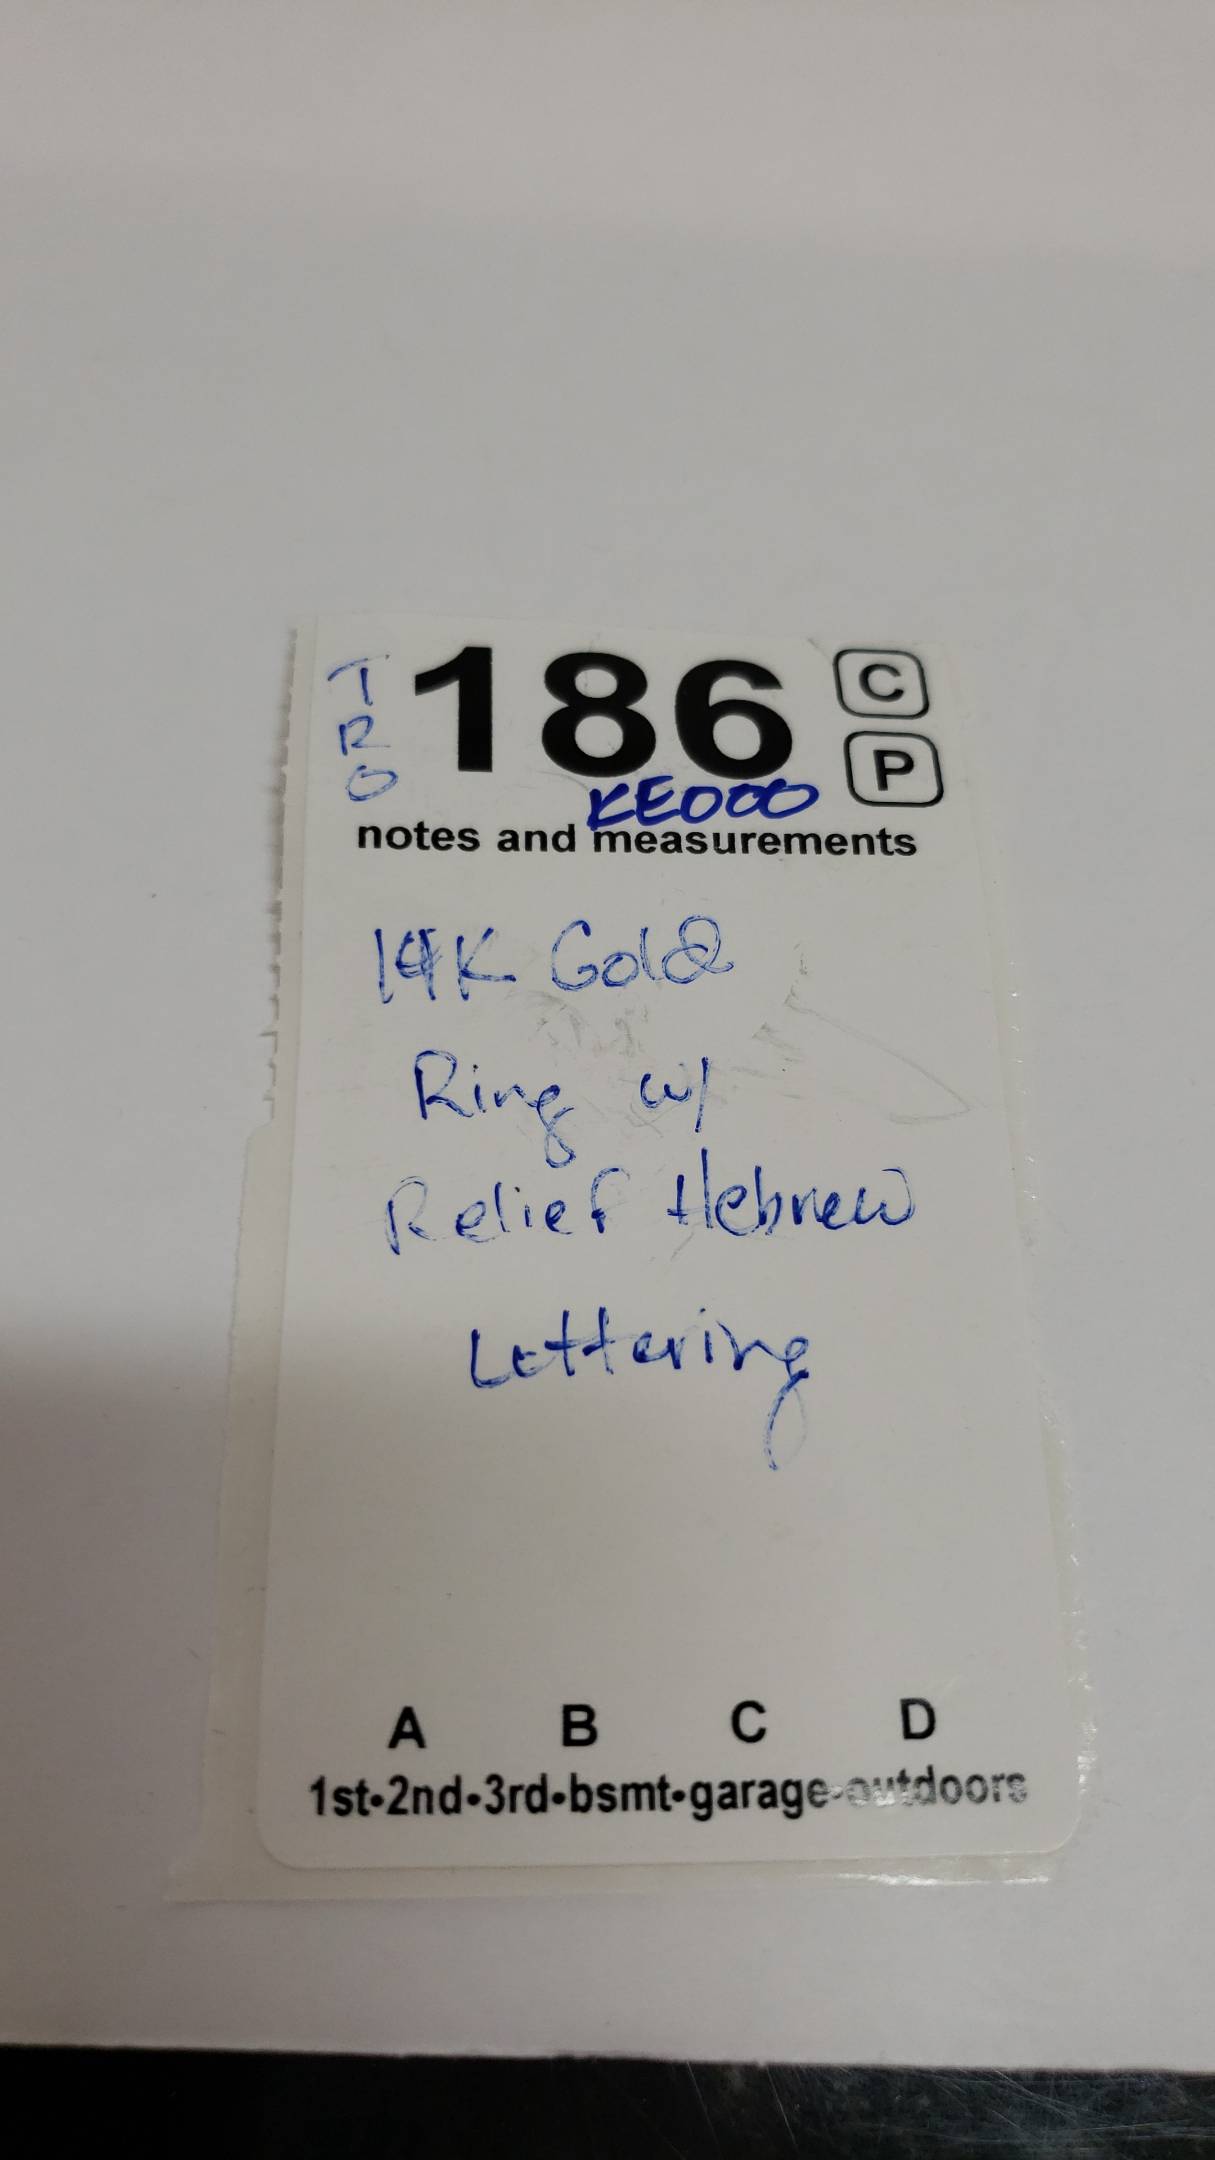 TRO
186
C
P
KE000
notes and measurements
14K Gold
Ring w/
Relief Hebrew
Lettering
A B C D
1st•2nd•3rd•bsmt•garage•outdoors